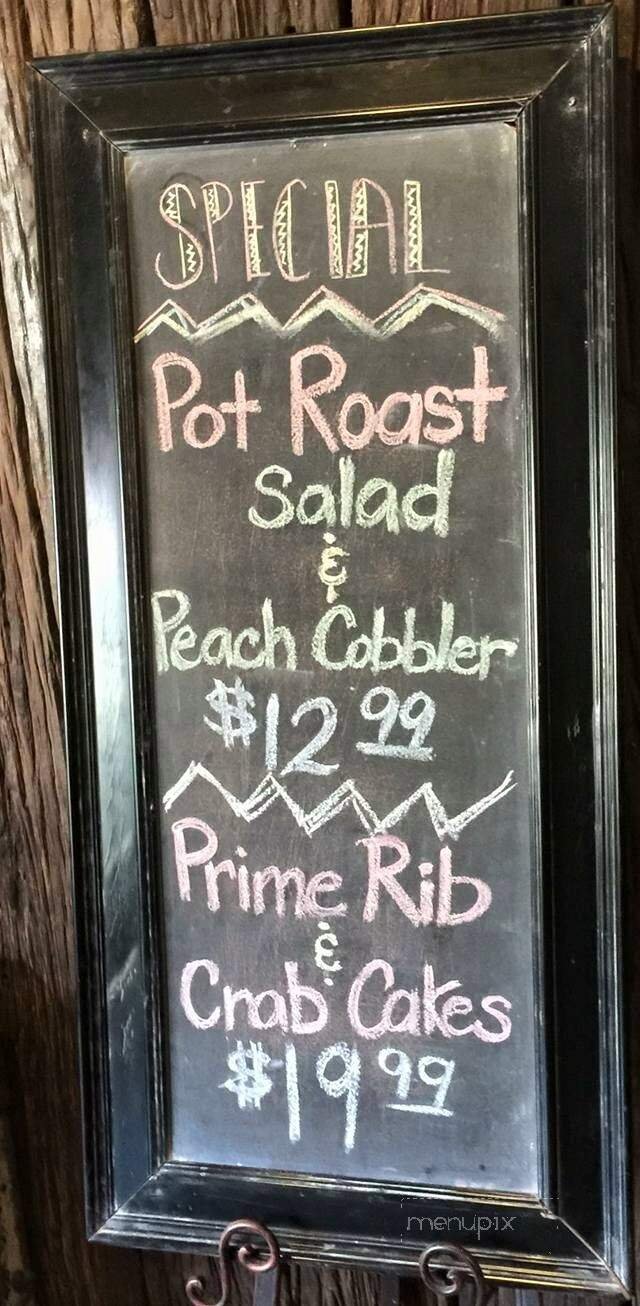 SPECIAL
Pot Roast
Salad
&
Peach Cobbler
$12.99
Prime Rib
&
Crab Cakes
$19.99
menupix